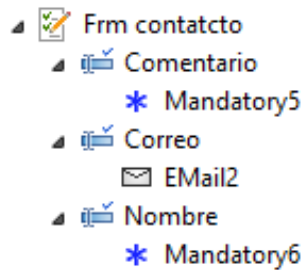 Frm contatcto
Comentario
Mandatory5
Correo
EMail2
Nombre
Mandatory6